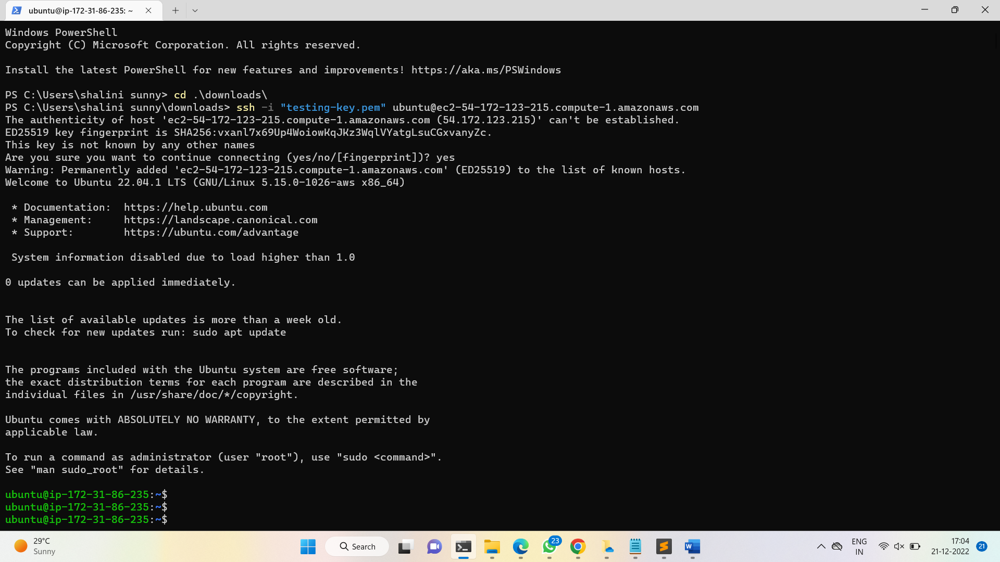 ubuntu@ip-172-31-86-235: ~
Windows PowerShell
Copyright (C) Microsoft Corporation. All rights reserved.
Install the latest PowerShell for new features and improvements! https://aka.ms/PSWindows
PS C:\Users\shalini sunny> cd .\downloads\
PS C:\Users\shalini sunny\downloads> ssh -i "testing-key.pem" ubuntu@ec2-54-172-123-215.compute-1.amazonaws.com
The authenticity of host 'ec2-54-172-123-215.compute-1.amazonaws.com (54.172.123.215)' can't be established.
ED25519 key fingerprint is SHA256:vxanl7x69Up4WoiowKqJKz3WqlVYatgLsuCGxvanyZc.
This key is not known by any other names
Are you sure you want to continue connecting (yes/no/[fingerprint])? yes
Warning: Permanently added 'ec2-54-172-123-215.compute-1.amazonaws.com' (ED25519) to the list of known hosts.
Welcome to Ubuntu 22.04.1 LTS (GNU/Linux 5.15.0-1026-aws x86_64)
* Documentation:  https://help.ubuntu.com
* Management:     https://landscape.canonical.com
* Support:        https://ubuntu.com/advantage
System information disabled due to load higher than 1.0
0 updates can be applied immediately.
The list of available updates is more than a week old.
To check for new updates run: sudo apt update
The programs included with the Ubuntu system are free software;
the exact distribution terms for each program are described in the
individual files in /usr/share/doc/*/copyright.
Ubuntu comes with ABSOLUTELY NO WARRANTY, to the extent permitted by
applicable law.
To run a command as administrator (user "root"), use "sudo <command>".
See "man sudo_root" for details.
ubuntu@ip-172-31-86-235:~$
ubuntu@ip-172-31-86-235:~$
ubuntu@ip-172-31-86-235:~$
29°C
Sunny
Search
23
W
ENG
IN
17:04
21-12-2022
21